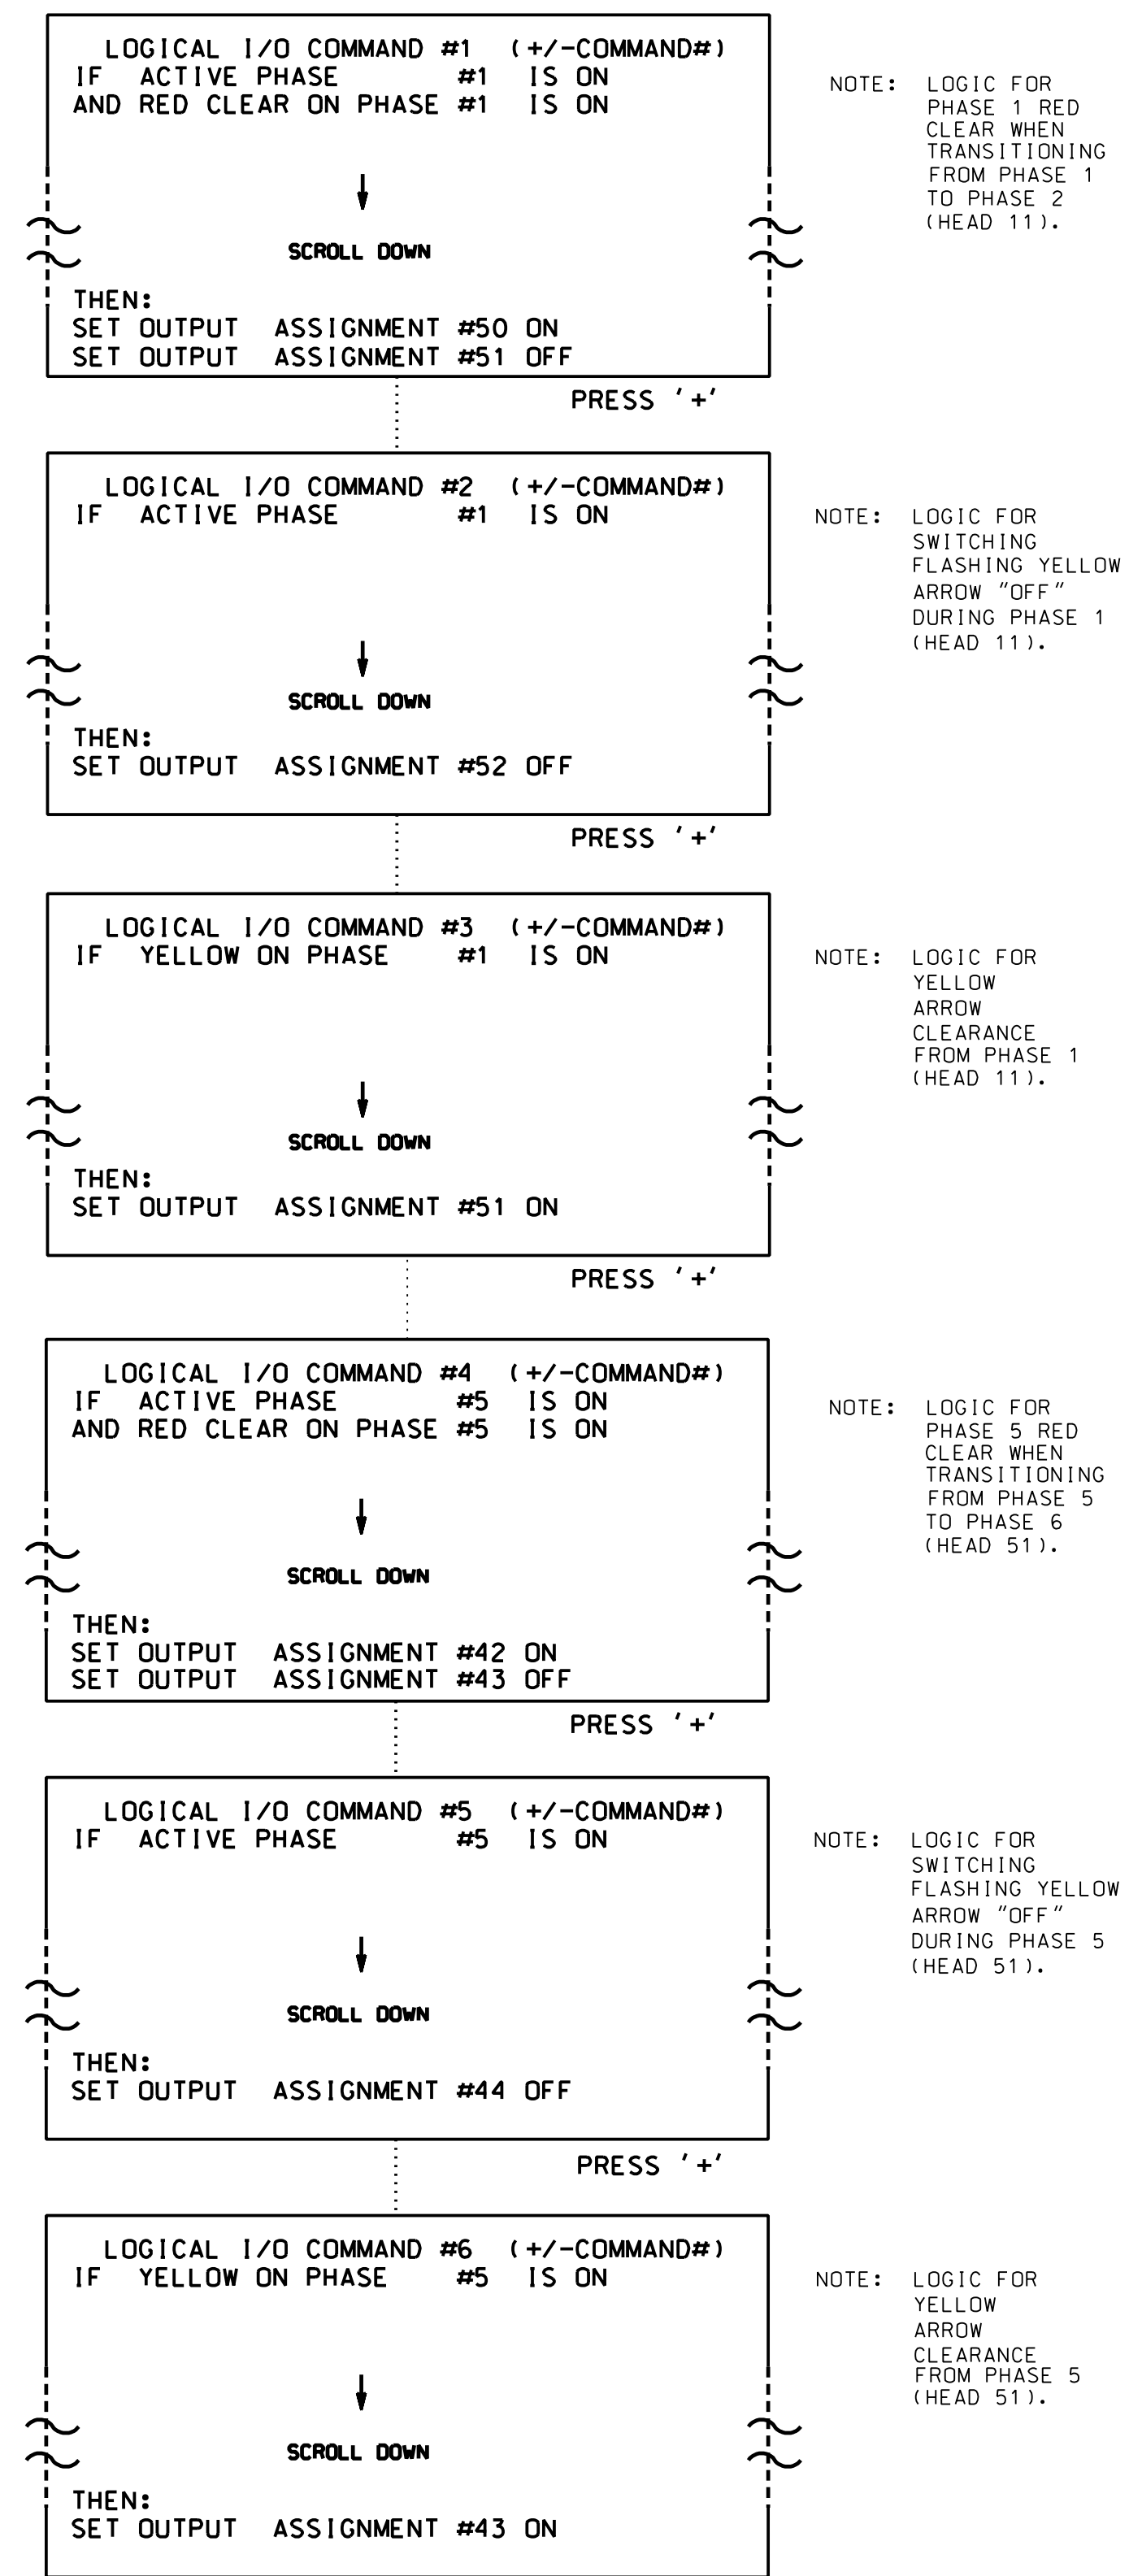 LOGICAL I/O COMMAND #1 (+/-COMMAND#)
IF ACTIVE PHASE #1 IS ON
AND RED CLEAR ON PHASE #1 IS ON
SCROLL DOWN
THEN:
SET OUTPUT ASSIGNMENT #50 ON
SET OUTPUT ASSIGNMENT #51 OFF
NOTE: LOGIC FOR
PHASE 1 RED
CLEAR WHEN
TRANSITIONING
FROM PHASE 1
TO PHASE 2
(HEAD 11).
PRESS '+'
LOGICAL I/O COMMAND #2 (+/-COMMAND#)
IF ACTIVE PHASE #1 IS ON
SCROLL DOWN
THEN:
SET OUTPUT ASSIGNMENT #52 OFF
NOTE: LOGIC FOR
SWITCHING
FLASHING YELLOW
ARROW "OFF"
DURING PHASE 1
(HEAD 11).
PRESS '+'
LOGICAL I/O COMMAND #3 (+/-COMMAND#)
IF YELLOW ON PHASE #1 IS ON
SCROLL DOWN
THEN:
SET OUTPUT ASSIGNMENT #51 ON
NOTE: LOGIC FOR
YELLOW
ARROW
CLEARANCE
FROM PHASE 1
(HEAD 11).
PRESS '+'
LOGICAL I/O COMMAND #4 (+/-COMMAND#)
IF ACTIVE PHASE #5 IS ON
AND RED CLEAR ON PHASE #5 IS ON
SCROLL DOWN
THEN:
SET OUTPUT ASSIGNMENT #42 ON
SET OUTPUT ASSIGNMENT #43 OFF
NOTE: LOGIC FOR
PHASE 5 RED
CLEAR WHEN
TRANSITIONING
FROM PHASE 5
TO PHASE 6
(HEAD 51).
PRESS '+'
LOGICAL I/O COMMAND #5 (+/-COMMAND#)
IF ACTIVE PHASE #5 IS ON
SCROLL DOWN
THEN:
SET OUTPUT ASSIGNMENT #44 OFF
NOTE: LOGIC FOR
SWITCHING
FLASHING YELLOW
ARROW "OFF"
DURING PHASE 5
(HEAD 51).
PRESS '+'
LOGICAL I/O COMMAND #6 (+/-COMMAND#)
IF YELLOW ON PHASE #5 IS ON
SCROLL DOWN
THEN:
SET OUTPUT ASSIGNMENT #43 ON
NOTE: LOGIC FOR
YELLOW
ARROW
CLEARANCE
FROM PHASE 5
(HEAD 51).